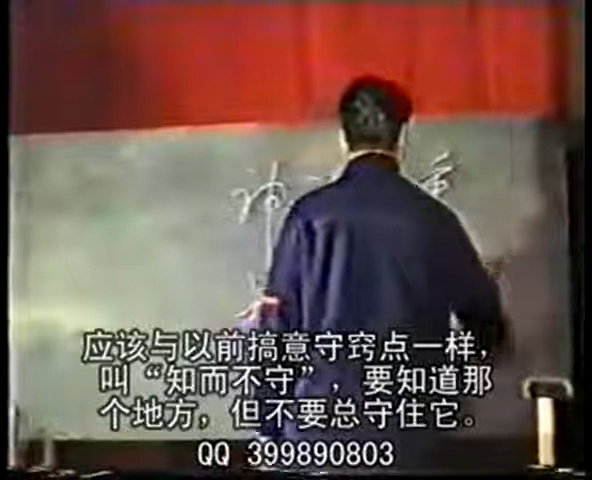 神
应该与以前搞意守窍点一样，
叫“知而不守”，要知道那
个地方，但不要总守住它。
QQ 399890803